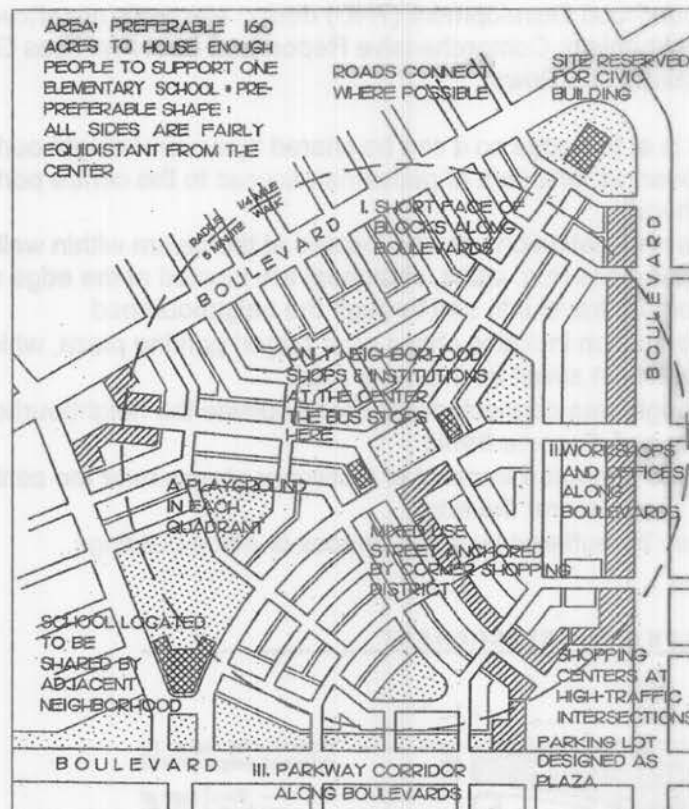 AREA: PREFERABLE 160
ACRES TO HOUSE ENOUGH
PEOPLE TO SUPPORT ONE
ELEMENTARY SCHOOL = PRE-
PREFERABLE SHAPE:
ALL SIDES ARE FAIRLY
EQUIDISTANT FROM THE
CENTER
ROADS CONNECT
WHERE POSSIBLE
SITE RESERVED
FOR CIVIC
BUILDING
RADIUS 1/4 MILE
5 MINUTE WALK
BOULEVARD
I. SHORT FACE OF
BLOCKS ALONG
BOULEVARDS
BOULEVARD
ONLY NEIGHBORHOOD
SHOPS & INSTITUTIONS
AT THE CENTER
THE BUS STOPS
HERE
A PLAYGROUND
IN EACH
QUADRANT
II. WORKSHOPS
AND OFFICES
ALONG
BOULEVARDS
MIXED USE
STREET ANCHORED
BY CORNER SHOPPING
DISTRICT
SCHOOL LOCATED
TO BE
SHARED BY
ADJACENT
NEIGHBORHOOD
SHOPPING
CENTERS AT
HIGH-TRAFFIC
INTERSECTIONS
PARKING LOT
DESIGNED AS
PLAZA
BOULEVARD
III. PARKWAY CORRIDOR
ALONG BOULEVARDS